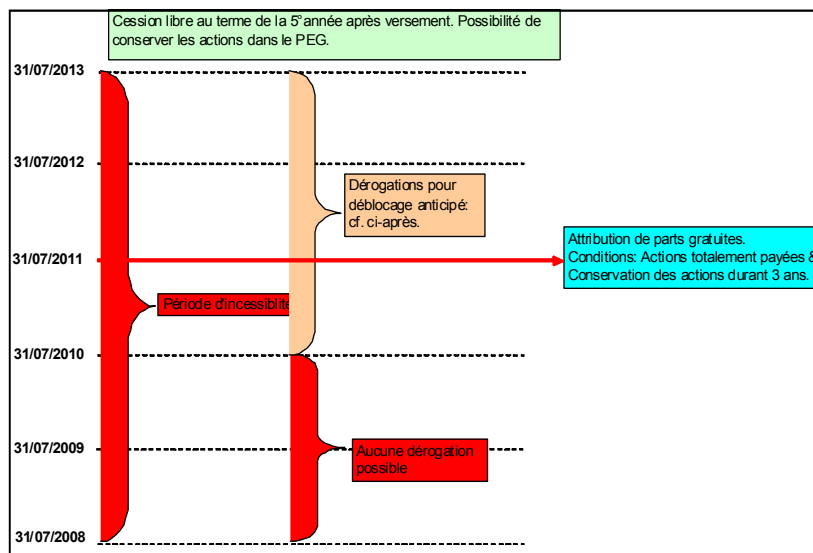 Cession libre au terme de la 5°année après versement. Possibilité de
conserver les actions dans le PEG.
31/07/2013
31/07/2012
Dérogations pour
déblocage anticipé:
cf. ci-après.
31/07/2011
Attribution de parts gratuites.
Conditions: Actions totalement payées &
Conservation des actions durant 3 ans.
Période d'incessiblité
31/07/2010
31/07/2009
Aucune dérogation
possible
31/07/2008